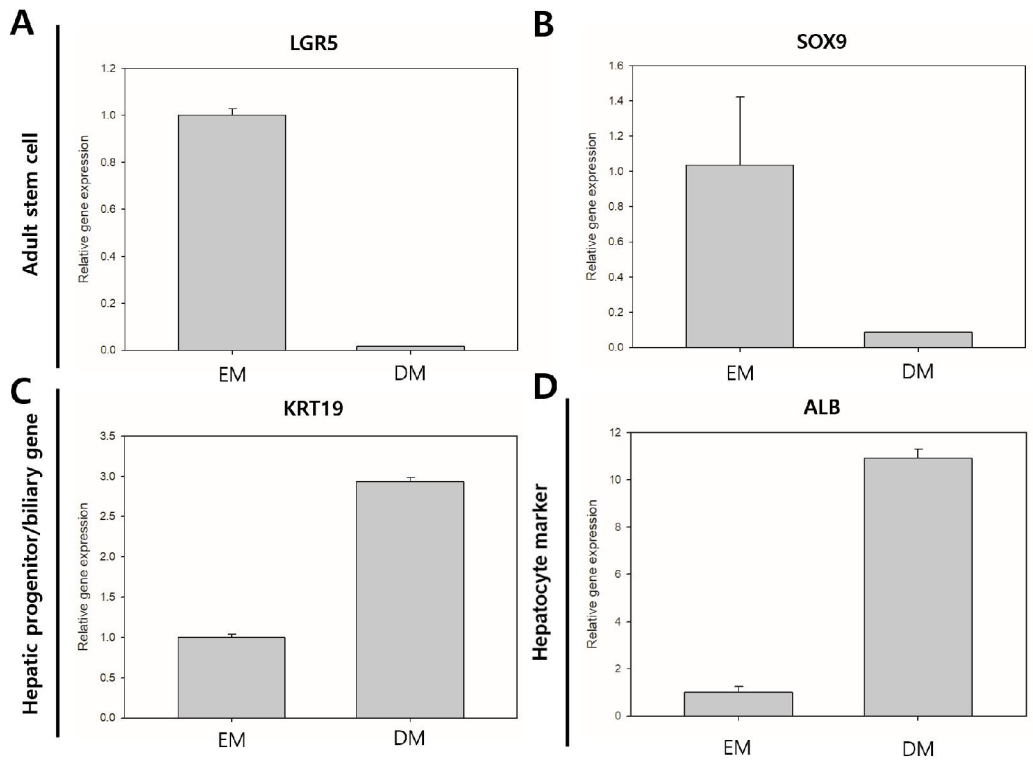 A
LGR5
Adult stem cell
Relative gene expression
1.2
1.0
0.8
0.6
0.4
0.2
0.0
EM
DM
B
SOX9
Relative gene expression
1.6
1.4
1.2
1.0
0.8
0.6
0.4
0.2
0.0
EM
DM
C
KRT19
Hepatic progenitor/biliary gene
Relative gene expression
3.5
3.0
2.5
2.0
1.5
1.0
0.5
0.0
EM
DM
D
ALB
Hepatocyte marker
Relative gene expression
12
10
8
6
4
2
0
EM
DM